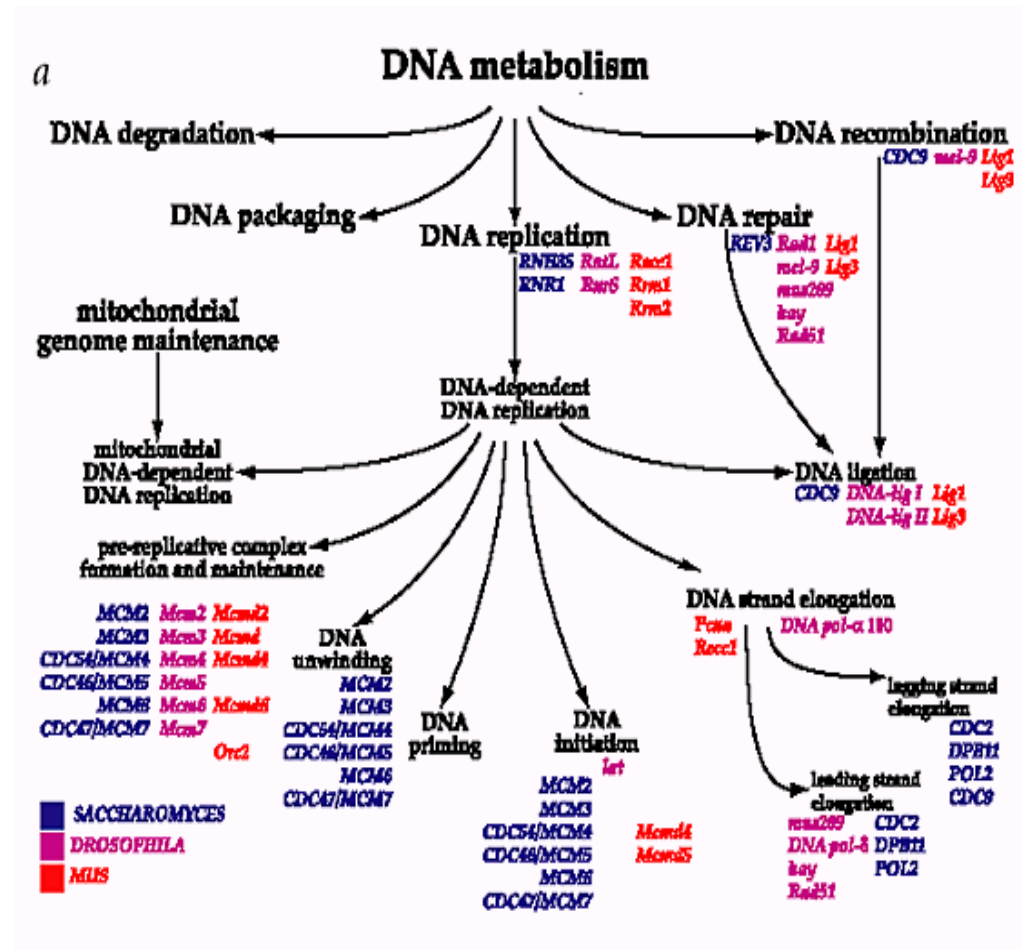 a
DNA metabolism
DNA degradation
DNA recombination
CDC9 mei-9 Lig1
Lig3
DNA packaging
DNA repair
REV3 Rad1 Lig1
mei-9 Lig3
mus209
hay
Rad51
DNA replication
RNH35 RnrL Recc1
RNR1 RnrS Rrm1
Rrm2
mitochondrial
genome maintenance
DNA-dependent
DNA replication
mitochondrial
DNA-dependent
DNA replication
DNA ligation
CDC9 DNA-lig I Lig1
DNA-lig II Lig3
pre-replicative complex
formation and maintenance
MCM2 Mcm2 Mcmd2
MCM3 Mcm3 Mcmd
CDC54/MCM4 Mcm4 Mcmd4
CDC46/MCM5 Mcm5
Mcm6 Mcmd6
CDC47/MCM7 Mcm7
Orc2
DNA
unwinding
MCM2
MCM3
CDC54/MCM4
CDC46/MCM5
MCM6
CDC47/MCM7
DNA
priming
DNA
initiation
MCM2
MCM3
CDC54/MCM4 Mcmd4
CDC46/MCM5 Mcmd5
MCM6
CDC47/MCM7
DNA strand elongation
Pcna DNA pol-α 180
Recc1
lagging strand
elongation
CDC2
DPB11
POL2
CDC9
leading strand
elongation
mus209 CDC2
DNA pol-δ DPB11
hay POL2
Rad51
SACCHAROMYCES
DROSOPHILA
MUS